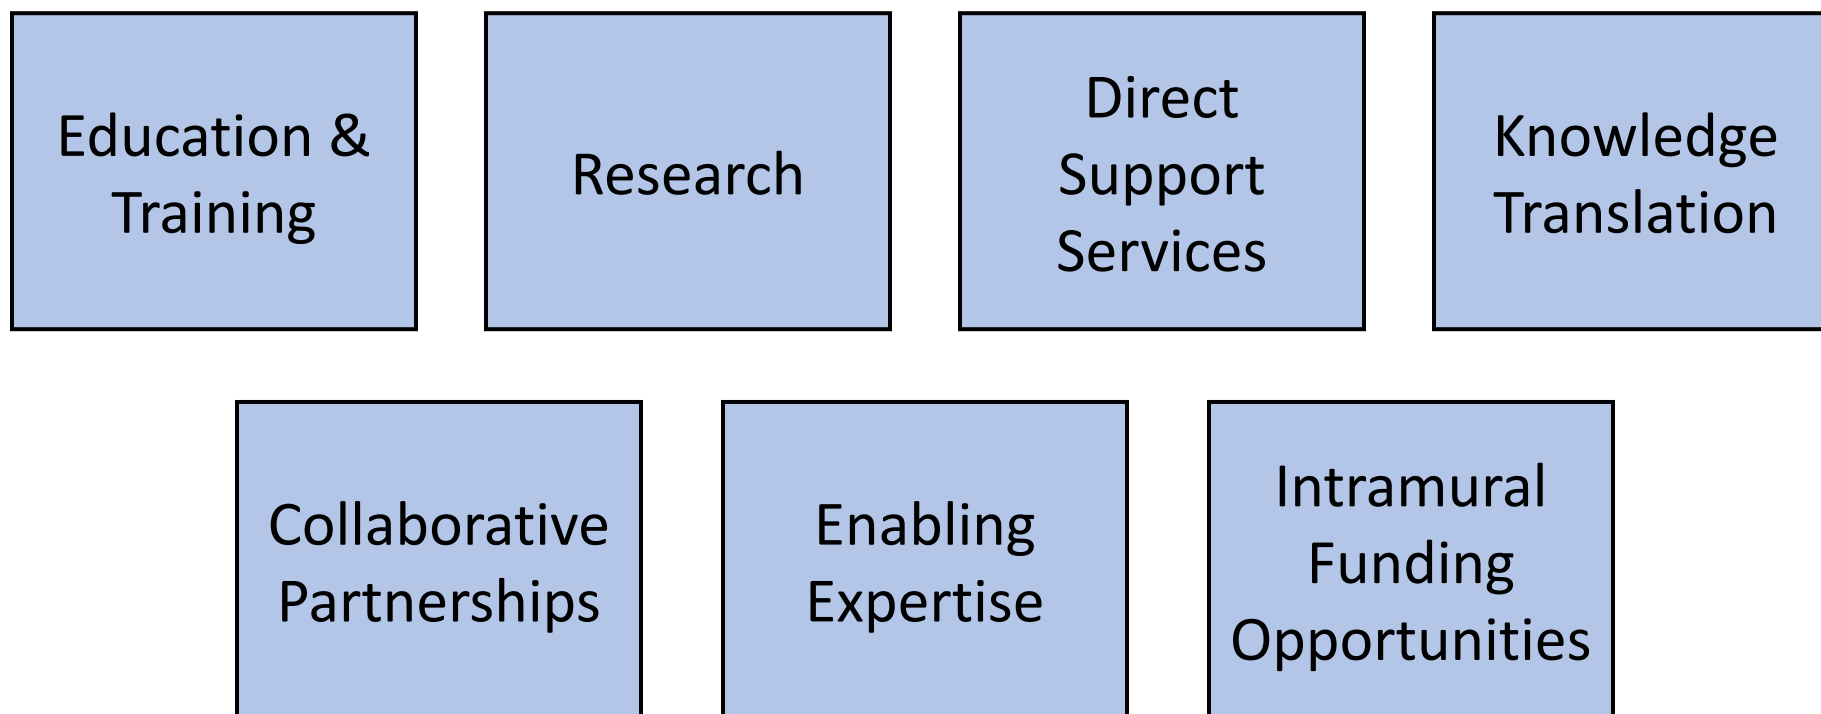 Education &
Training
Research
Direct
Support
Services
Knowledge
Translation
Collaborative
Partnerships
Enabling
Expertise
Intramural
Funding
Opportunities